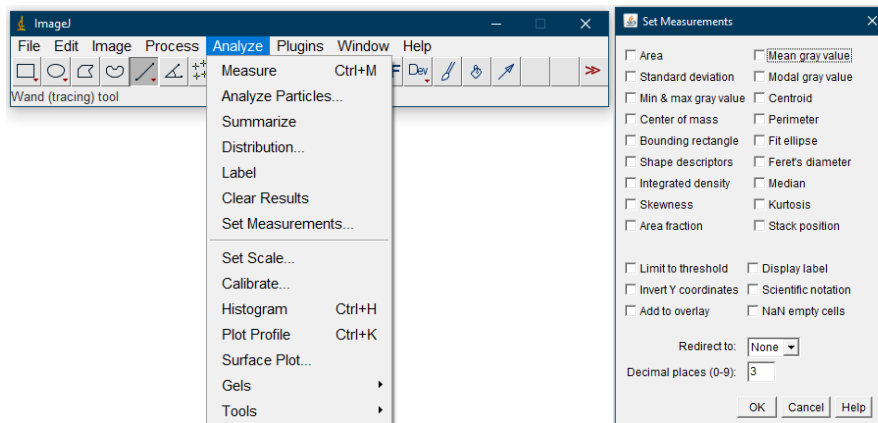 ImageJ
File Edit Image Process Analyze Plugins Window Help
Dev
Wand (tracing) tool
Measure Ctrl+M
Analyze Particles...
Summarize
Distribution...
Label
Clear Results
Set Measurements...
Set Scale...
Calibrate...
Histogram Ctrl+H
Plot Profile Ctrl+K
Surface Plot...
Gels
Tools
Set Measurements
Area Mean gray value
Standard deviation Modal gray value
Min & max gray value Centroid
Center of mass Perimeter
Bounding rectangle Fit ellipse
Shape descriptors Feret's diameter
Integrated density Median
Skewness Kurtosis
Area fraction Stack position
Limit to threshold Display label
Invert Y coordinates Scientific notation
Add to overlay NaN empty cells
Redirect to: None
Decimal places (0-9): 3
OK Cancel Help